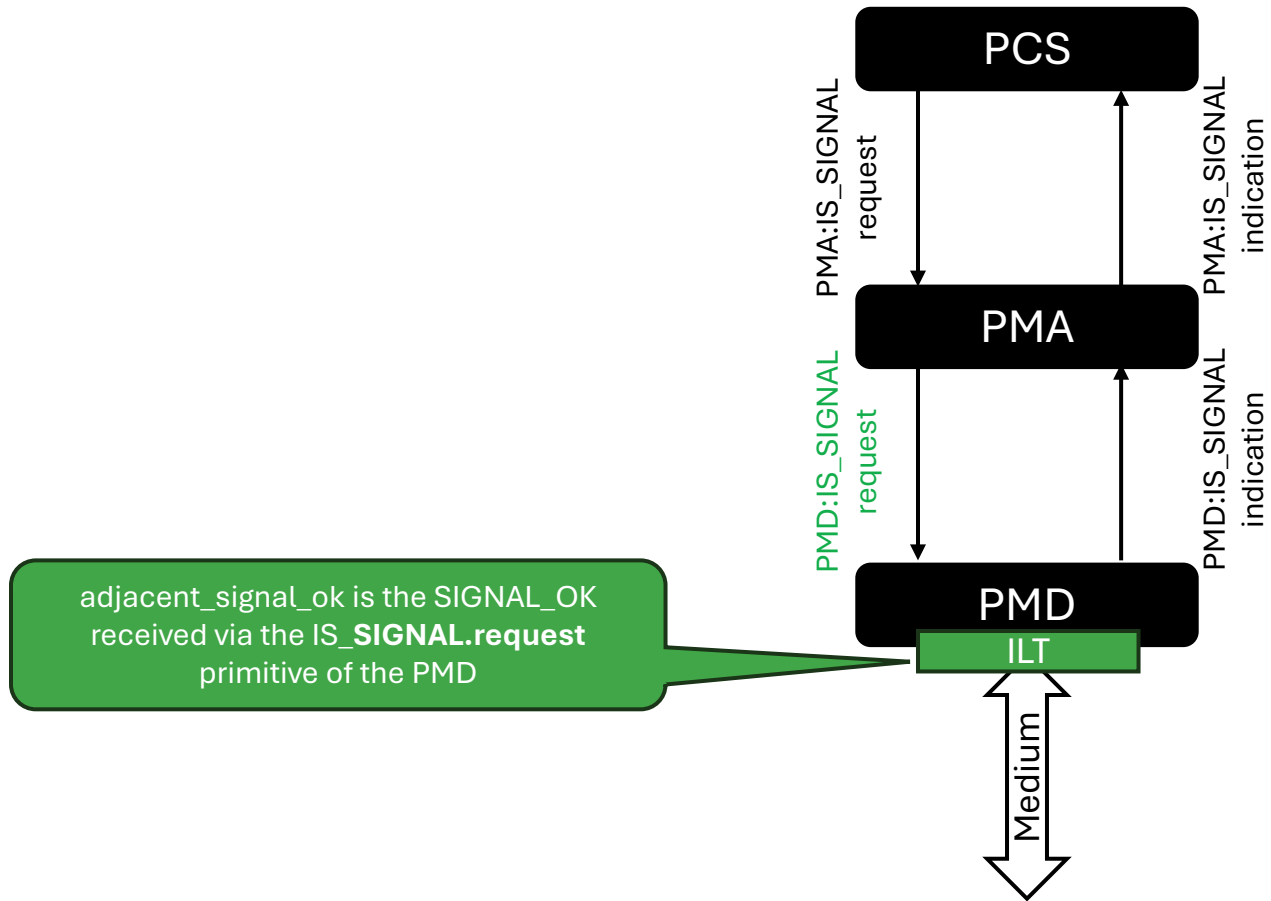 PCS
PMA:IS_SIGNAL
request
PMA:IS_SIGNAL
indication
PMA
PMD:IS_SIGNAL
request
PMD:IS_SIGNAL
indication
adjacent_signal_ok is the SIGNAL_OK
received via the IS_SIGNAL.request
primitive of the PMD
PMD
ILT
Medium